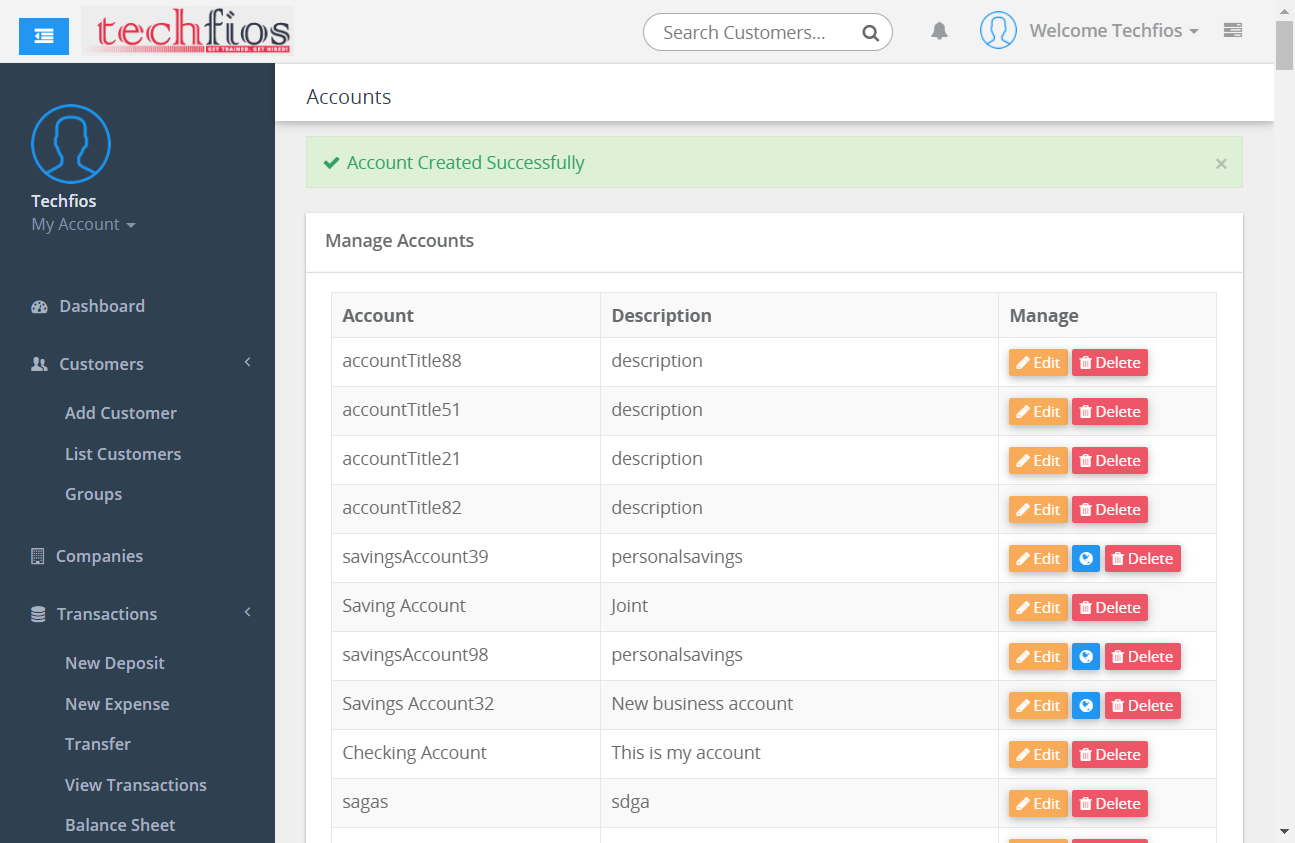 techfios
GET TRAINED. GET HIRED!
Search Customers...
Welcome Techfios
Techfios
My Account
Dashboard
Customers
Add Customer
List Customers
Groups
Companies
Transactions
New Deposit
New Expense
Transfer
View Transactions
Balance Sheet
Accounts
Account Created Successfully ×
Manage Accounts
Account Description Manage
accountTitle88 description Edit Delete
accountTitle51 description Edit Delete
accountTitle21 description Edit Delete
accountTitle82 description Edit Delete
savingsAccount39 personalsavings Edit Delete
Saving Account Joint Edit Delete
savingsAccount98 personalsavings Edit Delete
Savings Account32 New business account Edit Delete
Checking Account This is my account Edit Delete
sagas sdga Edit Delete